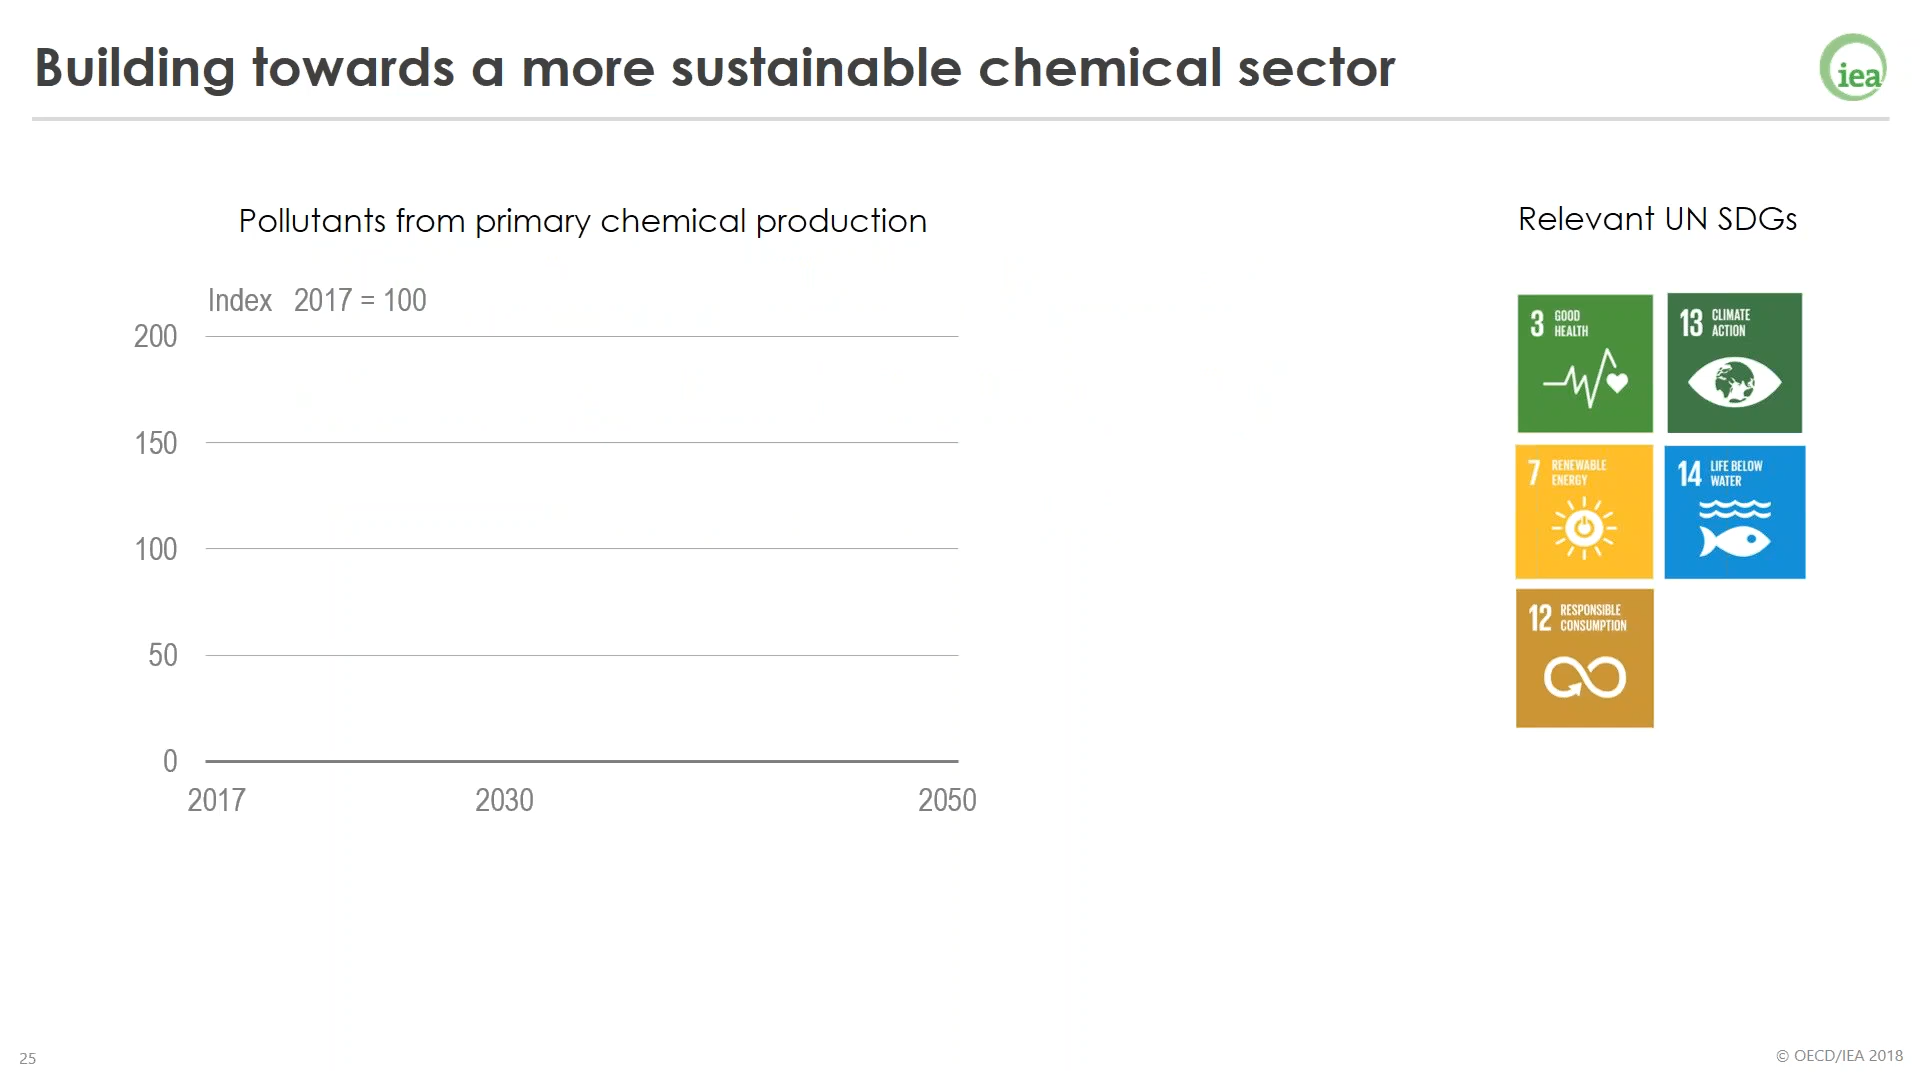 Building towards a more sustainable chemical sector
iea
Pollutants from primary chemical production
Relevant UN SDGs
Index 2017 = 100
200
150
100
50
0
2017 2030 2050
3 GOOD
HEALTH
13 CLIMATE
ACTION
7 RENEWABLE
ENERGY
14 LIFE BELOW
WATER
12 RESPONSIBLE
CONSUMPTION
25
© OECD/IEA 2018